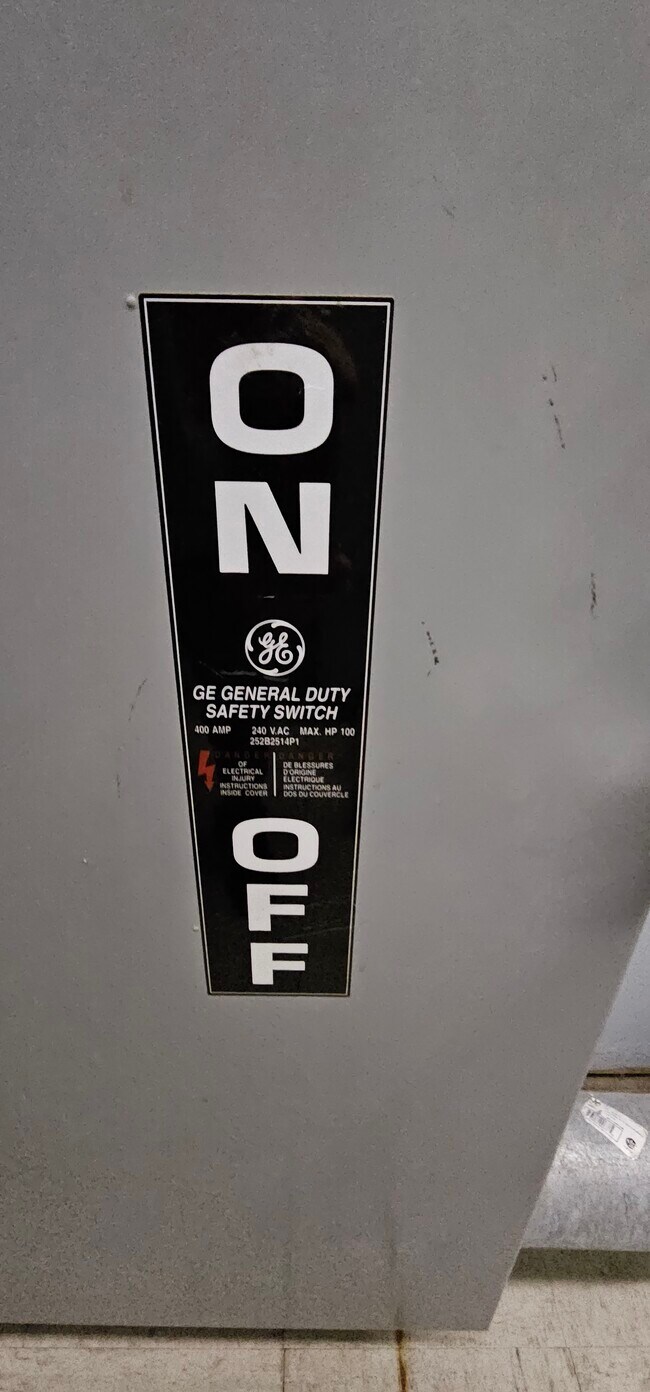 ON
GE
GE GENERAL DUTY
SAFETY SWITCH
400 AMP 240 V.AC MAX. HP 100
252B2514P1
DANGER
OF
ELECTRICAL
INJURY
INSTRUCTIONS
INSIDE COVER
DANGER
DE BLESSURES
D'ORIGINE
ELECTRIQUE
INSTRUCTIONS AU
DOS DU COUVERCLE
OFF